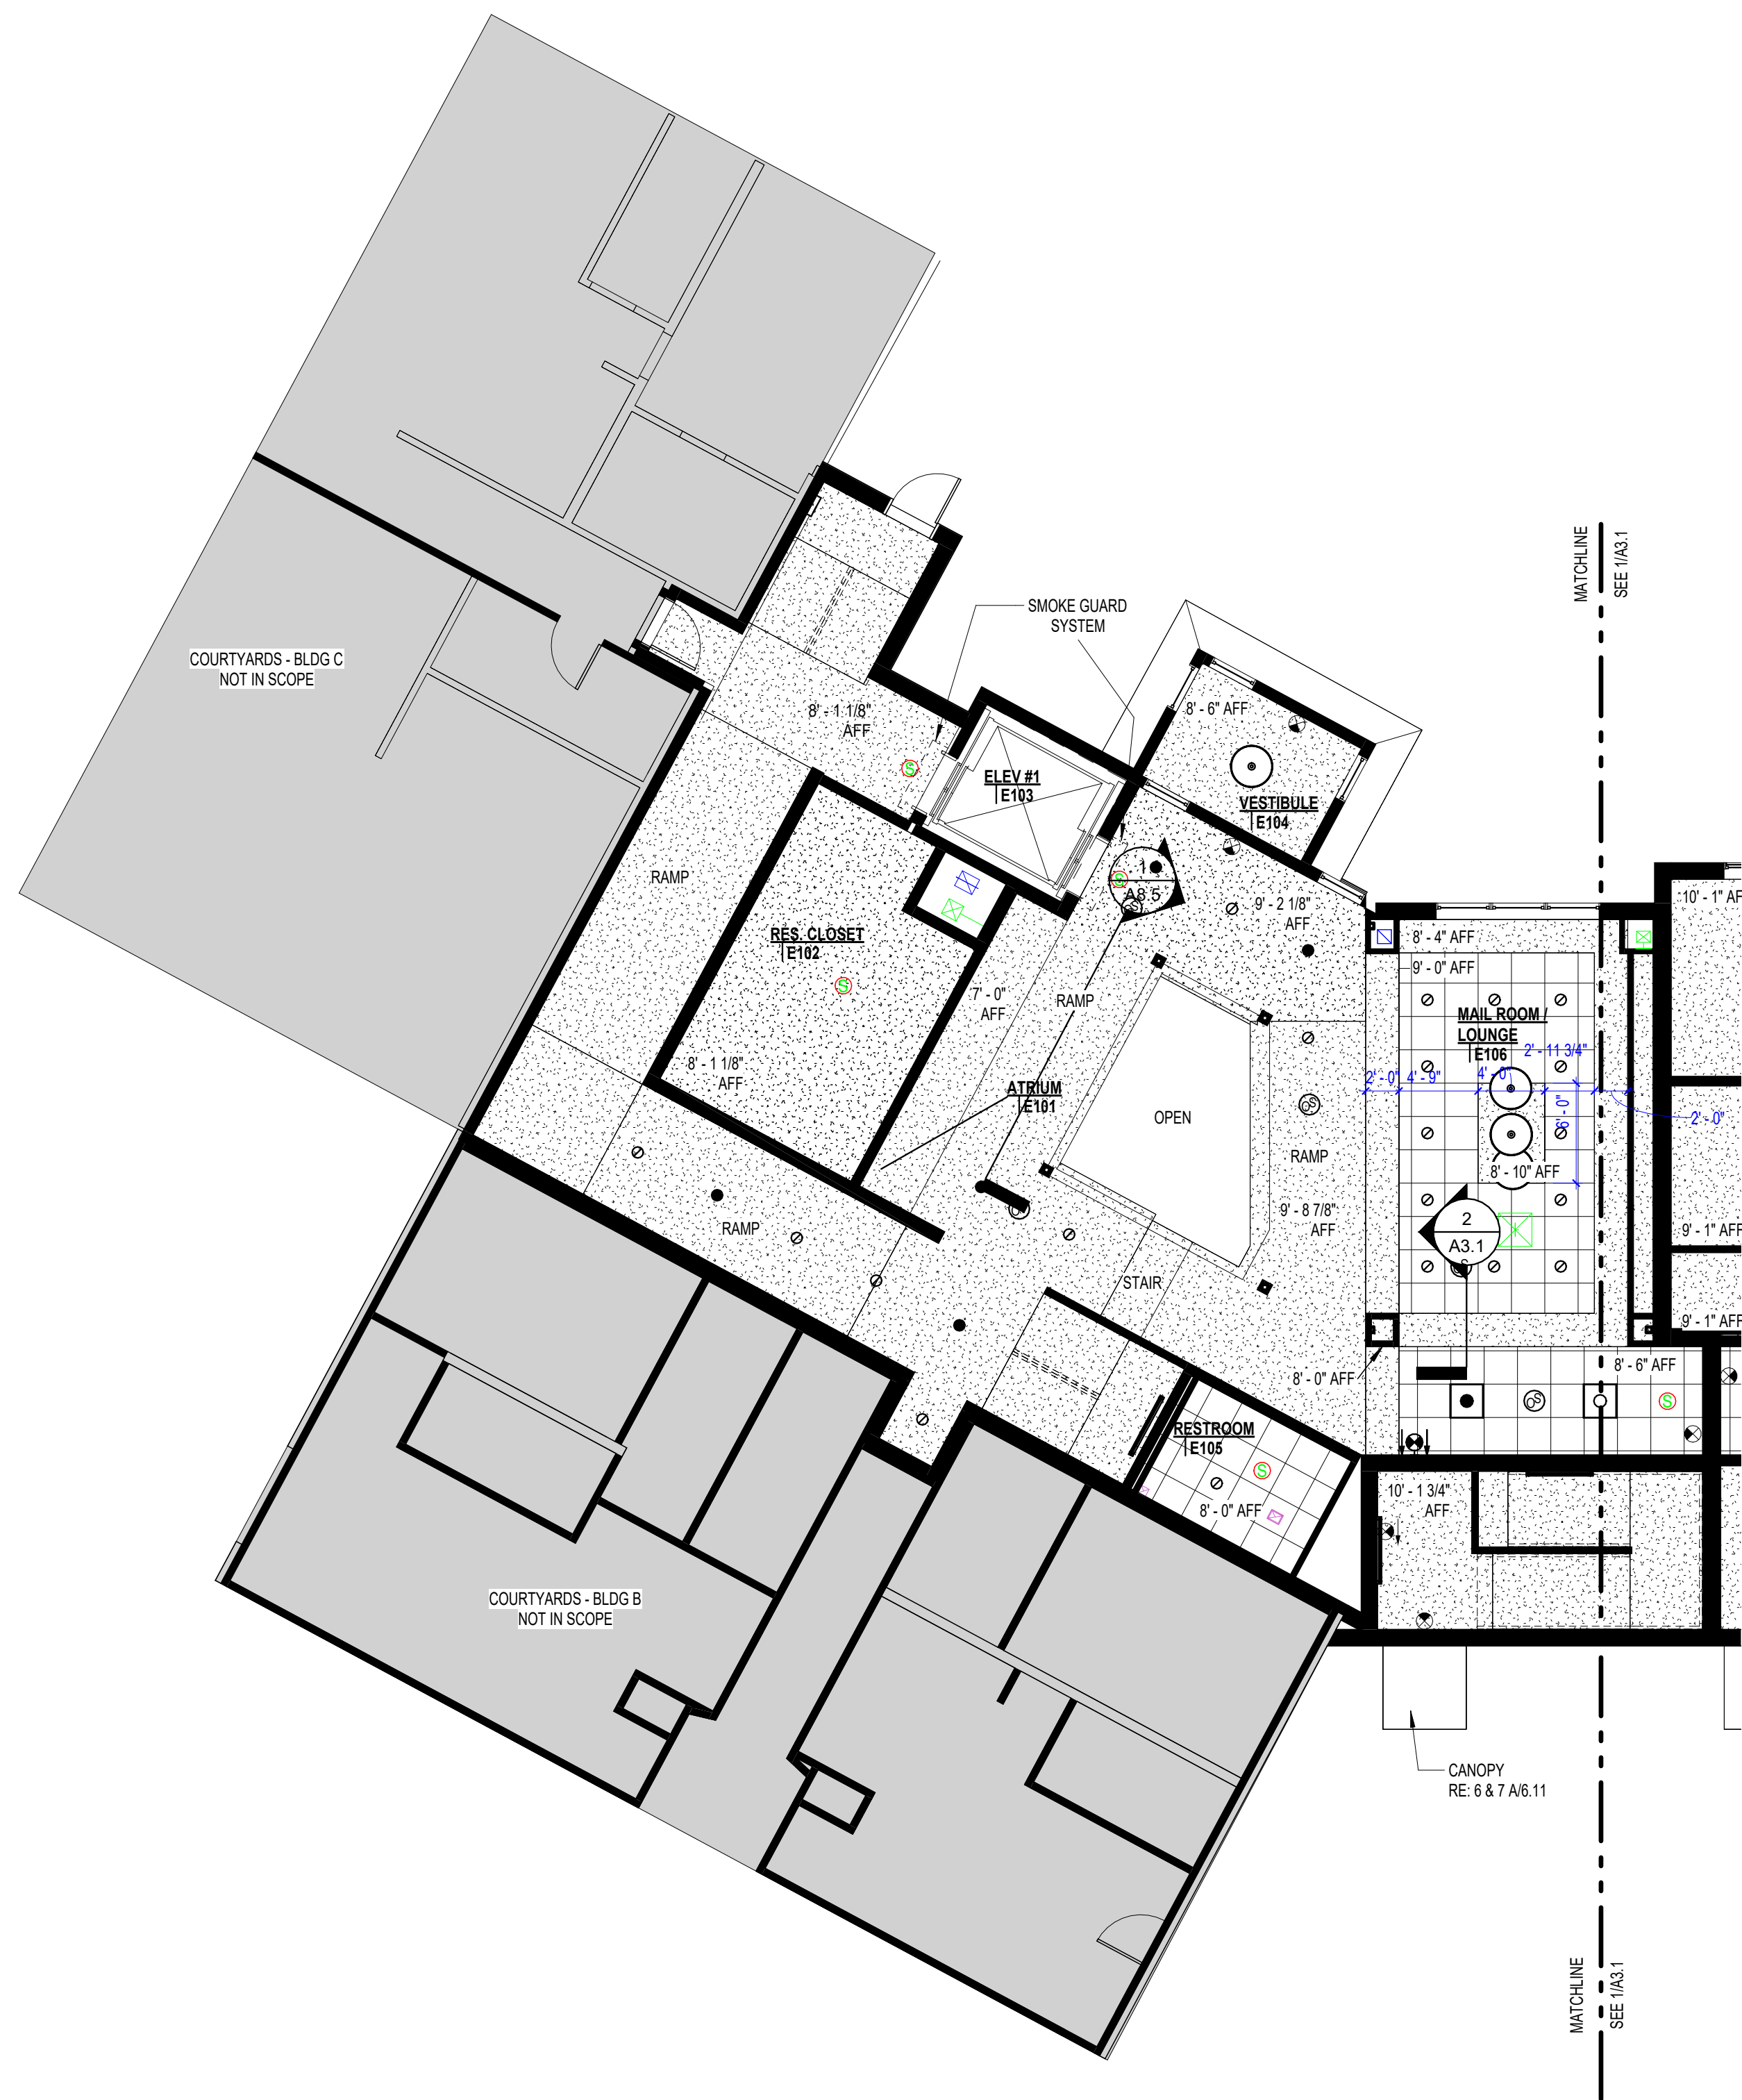 MATCHLINE
SEE 1/A3.1
SMOKE GUARD
SYSTEM
COURTYARDS - BLDG C
NOT IN SCOPE
8' - 1 1/8"
AFF
8' - 6" AFF
ELEV #1
E103
VESTIBULE
E104
RAMP
1
A8.5
S
S
OS
9' - 2 1/8"
AFF
10' - 1" AFF
RES. CLOSET
E102
S
8' - 4" AFF
9' - 0" AFF
7' - 0"
AFF
RAMP
MAIL ROOM /
LOUNGE
E106
2' - 11 3/4"
8' - 1 1/8"
AFF
ATRIUM
E101
2' - 0"
4' - 9"
4' - 0"
6' - 0"
2' - 0"
OS
OPEN
RAMP
8' - 10" AFF
OS
RAMP
9' - 8 7/8"
AFF
2
A3.1
S
9' - 1" AFF
STAIR
9' - 1" AFF
8' - 0" AFF
8' - 6" AFF
OS
S
RESTROOM
E105
S
8' - 0" AFF
10' - 1 3/4"
AFF
COURTYARDS - BLDG B
NOT IN SCOPE
CANOPY
RE: 6 & 7 A/6.11
MATCHLINE
SEE 1/A3.1